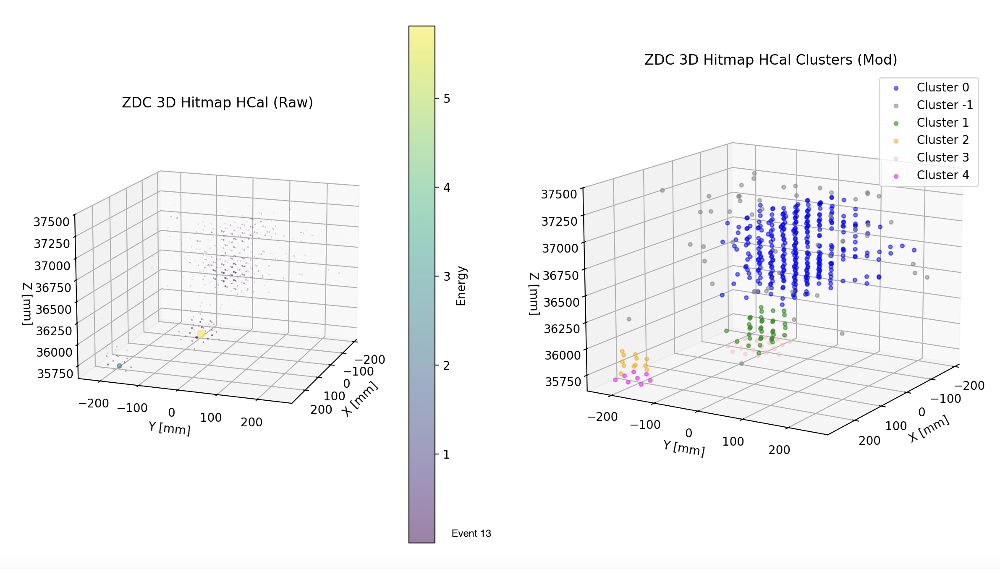 ZDC 3D Hitmap HCal (Raw)
37500
37250
37000
36750
36500
36250
36000
35750
Z [mm]
−200
−100
0
100
200
Y [mm]
−200
−100
0
100
200
X [mm]
5
4
3
2
1
Energy
Event 13
ZDC 3D Hitmap HCal Clusters (Mod)
Cluster 0
Cluster -1
Cluster 1
Cluster 2
Cluster 3
Cluster 4
37500
37250
37000
36750
36500
36250
36000
35750
Z [mm]
−200
−100
0
100
200
Y [mm]
−200
−100
0
100
200
X [mm]